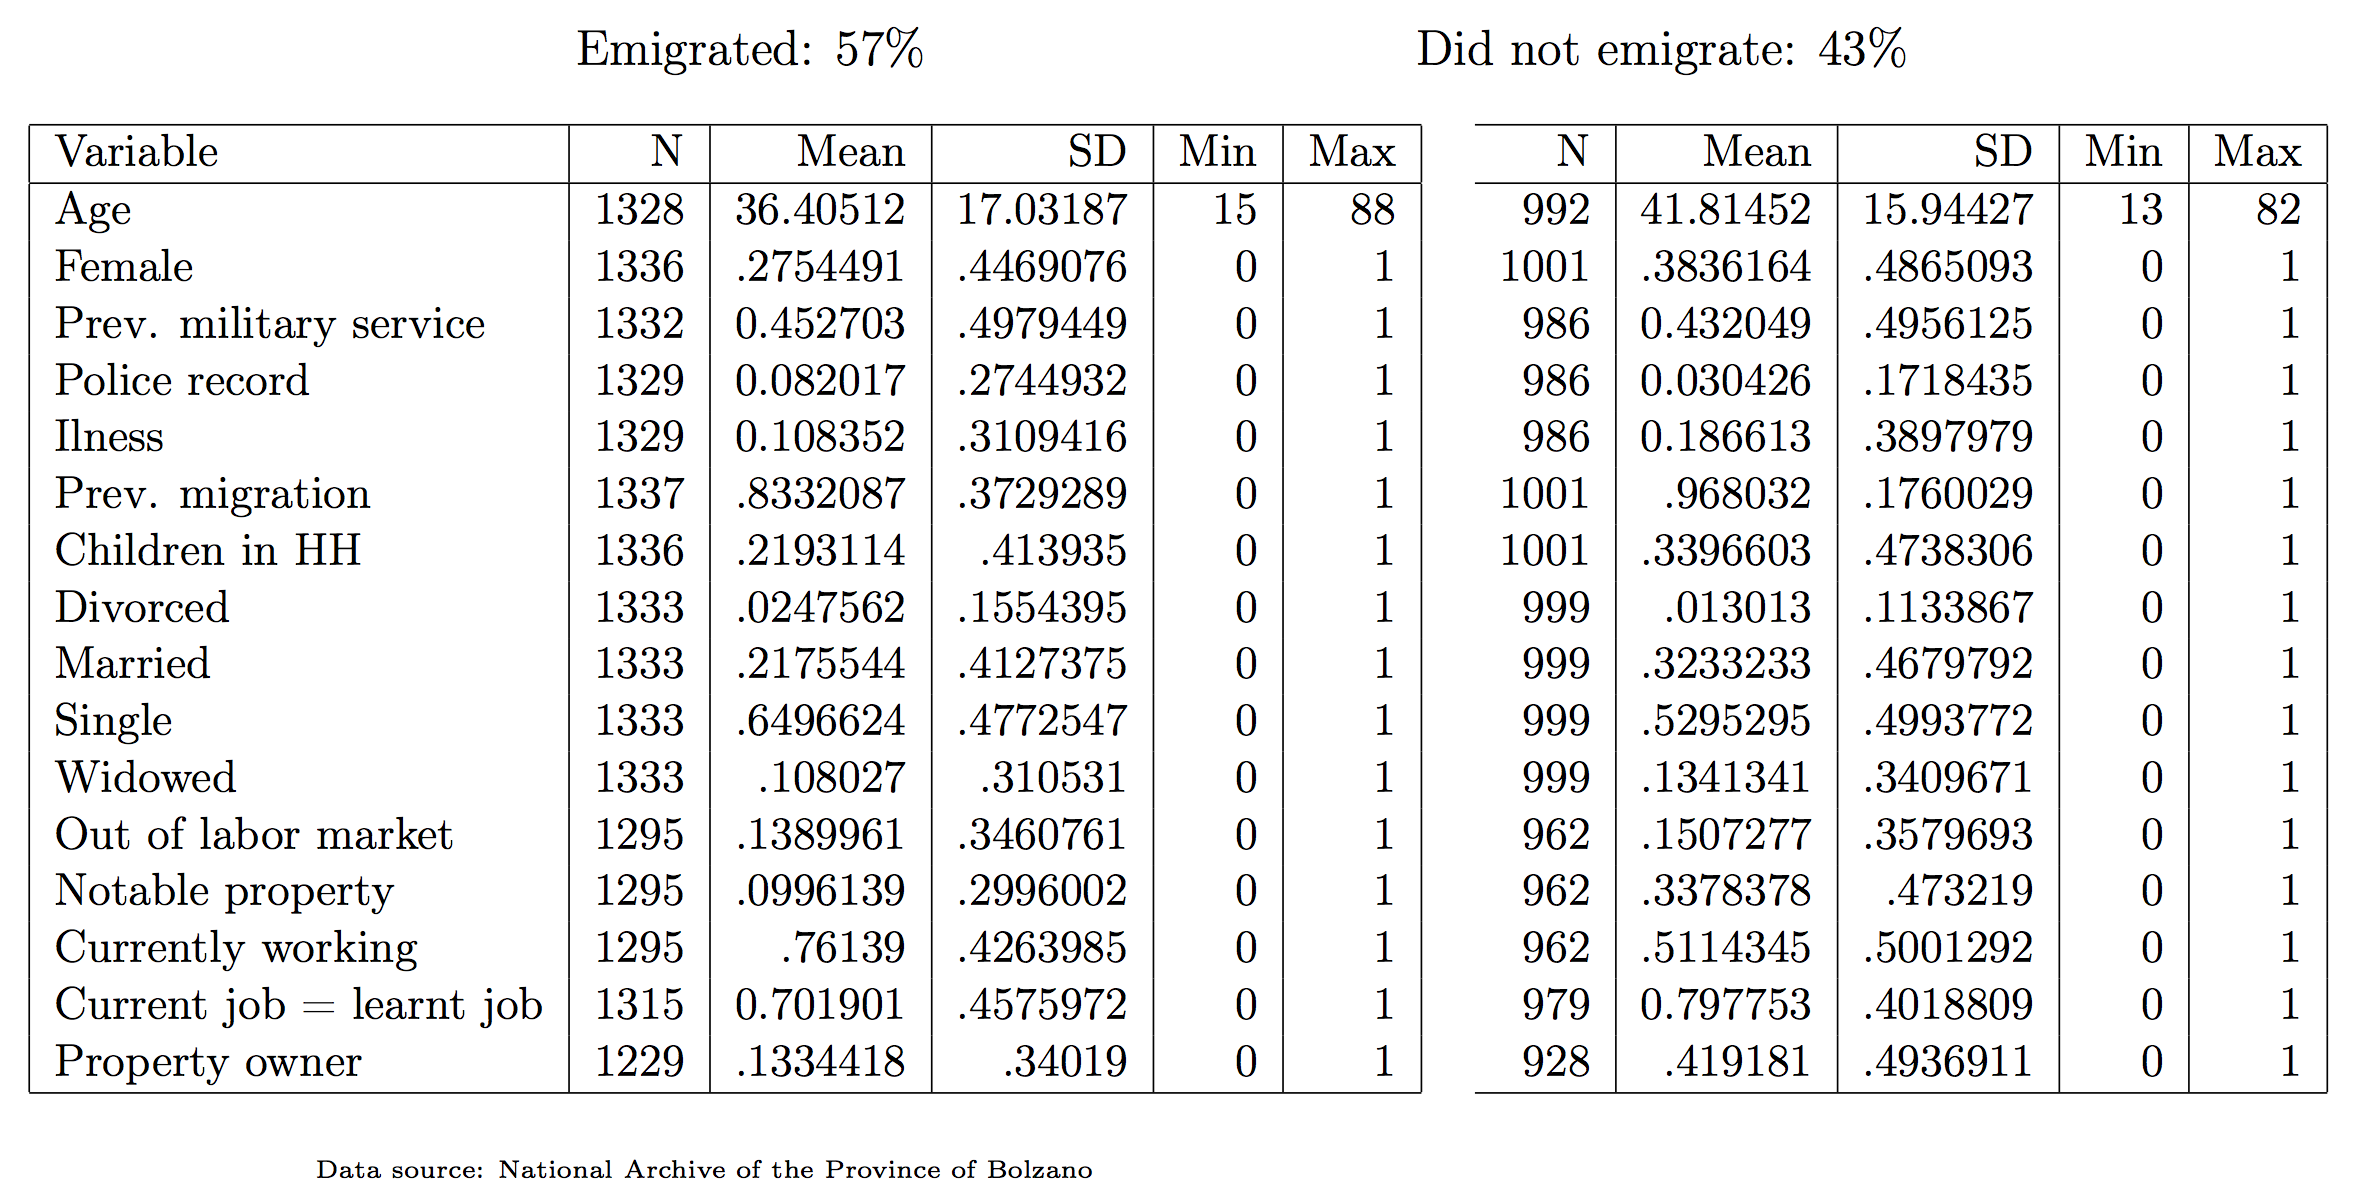 Emigrated: 57% Did not emigrate: 43%
Variable N Mean SD Min Max N Mean SD Min Max
Age 1328 36.40512 17.03187 15 88 992 41.81452 15.94427 13 82
Female 1336 .2754491 .4469076 0 1 1001 .3836164 .4865093 0 1
Prev. military service 1332 0.452703 .4979449 0 1 986 0.432049 .4956125 0 1
Police record 1329 0.082017 .2744932 0 1 986 0.030426 .1718435 0 1
Ilness 1329 0.108352 .3109416 0 1 986 0.186613 .3897979 0 1
Prev. migration 1337 .8332087 .3729289 0 1 1001 .968032 .1760029 0 1
Children in HH 1336 .2193114 .413935 0 1 1001 .3396603 .4738306 0 1
Divorced 1333 .0247562 .1554395 0 1 999 .013013 .1133867 0 1
Married 1333 .2175544 .4127375 0 1 999 .3233233 .4679792 0 1
Single 1333 .6496624 .4772547 0 1 999 .5295295 .4993772 0 1
Widowed 1333 .108027 .310531 0 1 999 .1341341 .3409671 0 1
Out of labor market 1295 .1389961 .3460761 0 1 962 .1507277 .3579693 0 1
Notable property 1295 .0996139 .2996002 0 1 962 .3378378 .473219 0 1
Currently working 1295 .76139 .4263985 0 1 962 .5114345 .5001292 0 1
Current job = learnt job 1315 0.701901 .4575972 0 1 979 0.797753 .4018809 0 1
Property owner 1229 .1334418 .34019 0 1 928 .419181 .4936911 0 1
Data source: National Archive of the Province of Bolzano